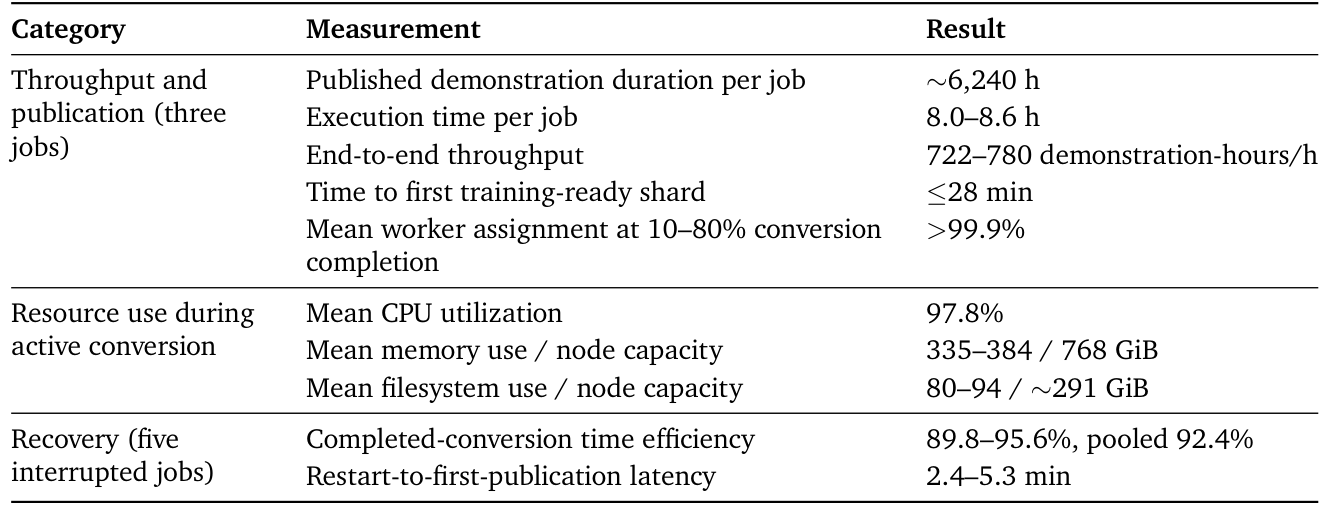 Category Measurement Result
Throughput and publication (three jobs) Published demonstration duration per job ~6,240 h
Execution time per job 8.0–8.6 h
End-to-end throughput 722–780 demonstration-hours/h
Time to first training-ready shard ≤28 min
Mean worker assignment at 10–80% conversion completion >99.9%
Resource use during active conversion Mean CPU utilization 97.8%
Mean memory use / node capacity 335–384 / 768 GiB
Mean filesystem use / node capacity 80–94 / ~291 GiB
Recovery (five interrupted jobs) Completed-conversion time efficiency 89.8–95.6%, pooled 92.4%
Restart-to-first-publication latency 2.4–5.3 min